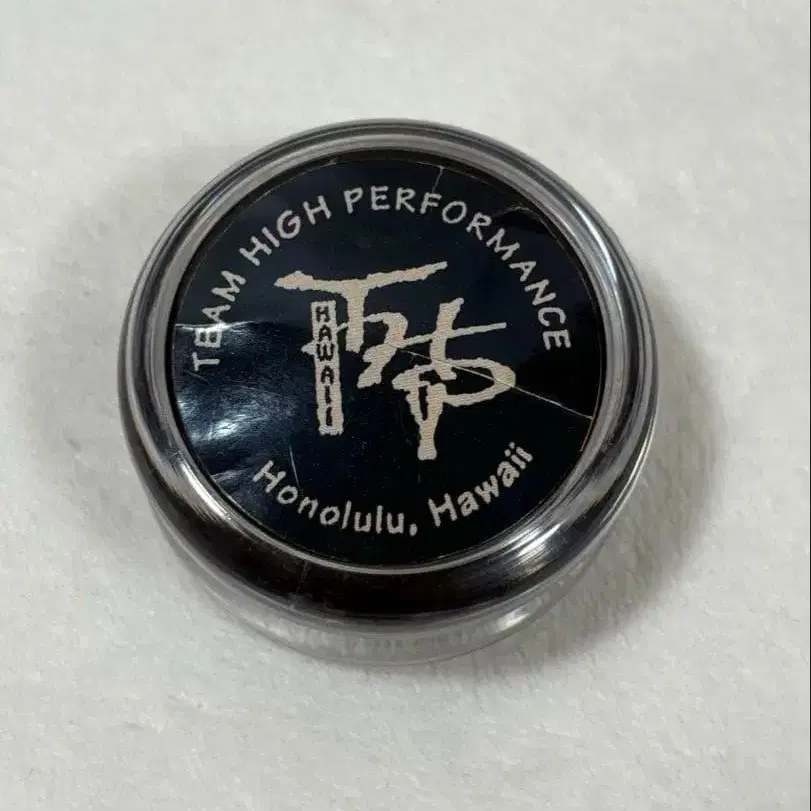 TEAM HIGH PERFORMANCE
THP
HAWAII
Honolulu, Hawaii